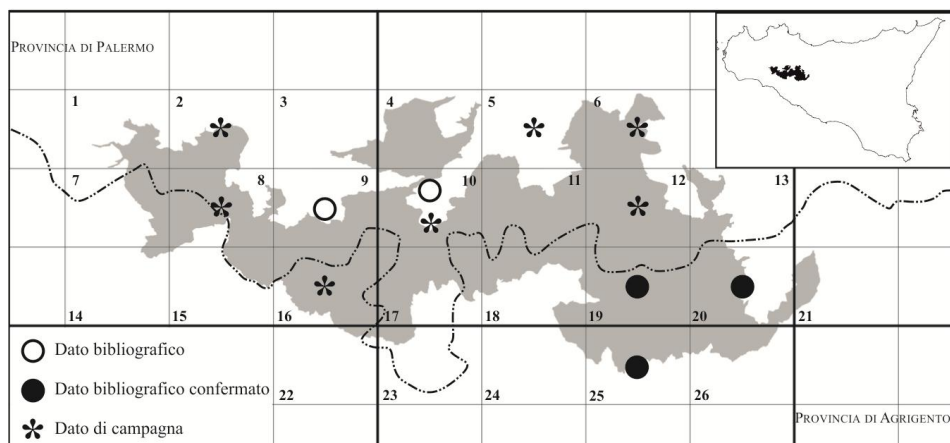 PROVINCIA DI PALERMO
1 2 3 4 5 6
7 8 9 10 11 12 13
14 15 16 17 18 19 20 21
Dato bibliografico
Dato bibliografico confermato
22 23 24 25 26
PROVINCIA DI AGRIGENTO
Dato di campagna